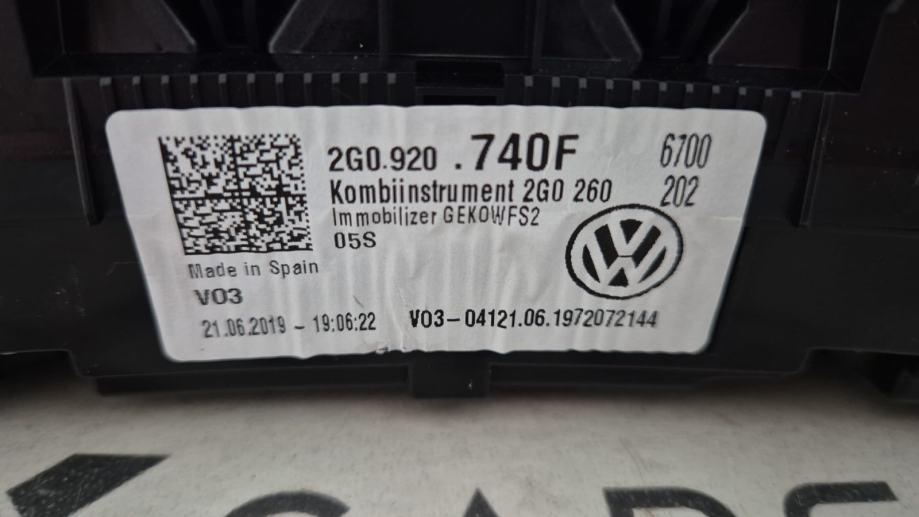 2G0.920 .740F 6700
Kombiinstrument 2G0 260 202
Immobilizer GEKOWFS2
05S
Made in Spain
V03
21.06.2019 - 19:06:22 V03-04121.06.1972072144